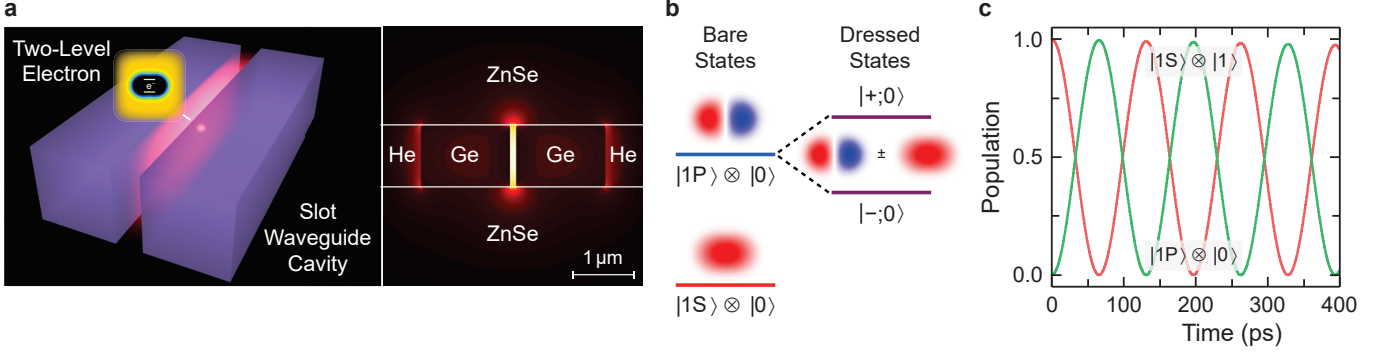 a
Two-Level
Electron
e⁻
Slot
Waveguide
Cavity
ZnSe
He
Ge
Ge
He
ZnSe
1 μm
b
Bare
States
Dressed
States
|1P⟩ ⊗ |0⟩
|1S⟩ ⊗ |0⟩
|+;0⟩
±
|−;0⟩
c
Population
1.0
0.5
0.0
|1S⟩ ⊗ |1⟩
|1P⟩ ⊗ |0⟩
0
100
200
300
400
Time (ps)